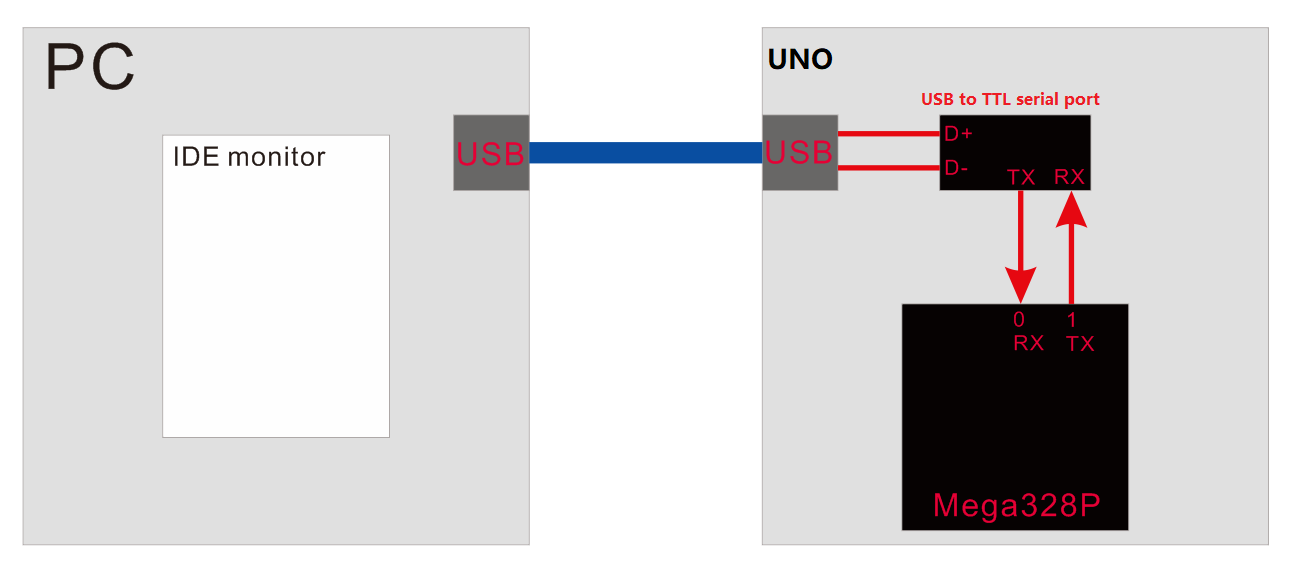 PC
IDE monitor
USB
UNO
USB
USB to TTL serial port
D+
D-
TX RX
0 1
RX TX
Mega328P